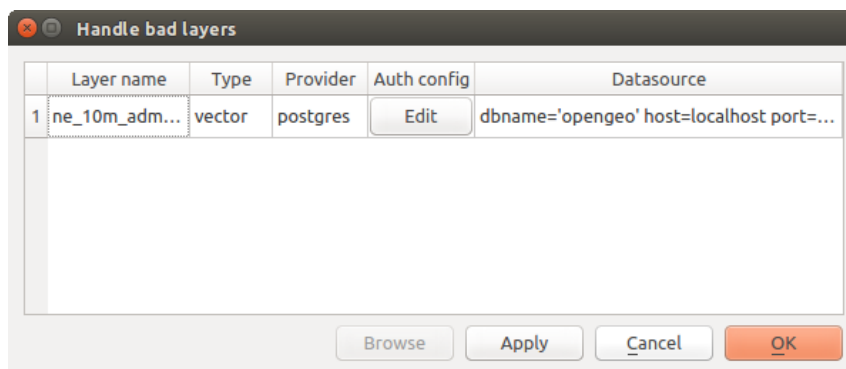 Handle bad layers
Layer name Type Provider Auth config Datasource
1 ne_10m_adm... vector postgres Edit dbname='opengeo' host=localhost port=...
Browse Apply Cancel OK